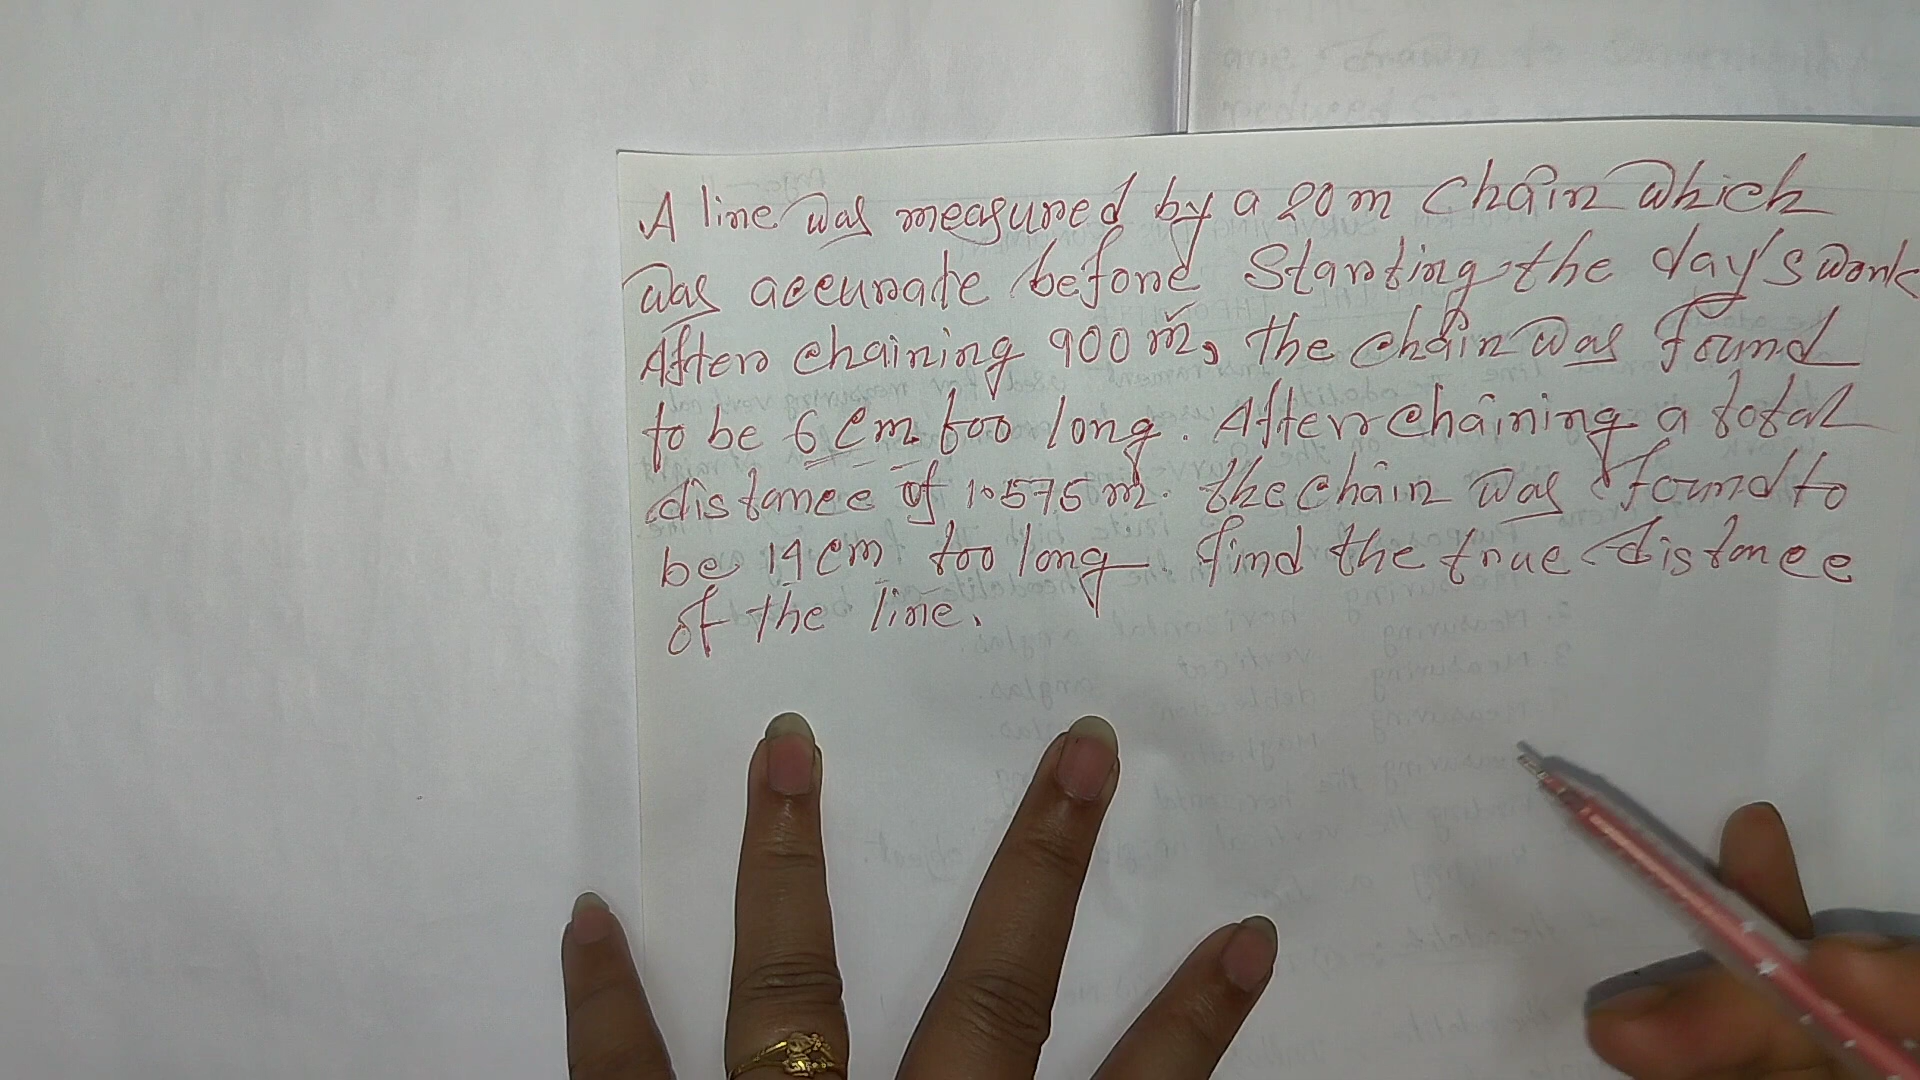 A line was measured by a 20 m Chain which
was accurate before Starting the day's work
After chaining 900 m, the chain was found
to be 6 cm too long. After chaining a total
distance of 1.575 m. the chain was found to
be 14 cm too long. find the true distance
of the line.